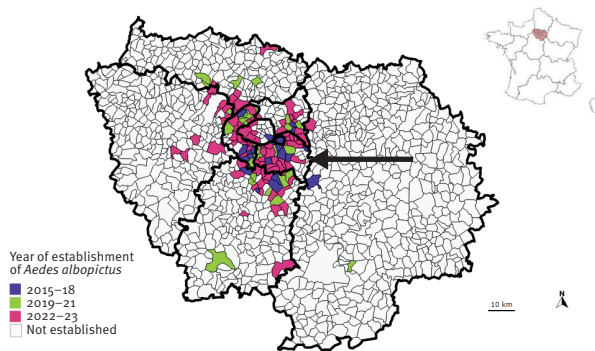 Year of establishment
of Aedes albopictus
2015–18
2019–21
2022–23
Not established
10 km
N